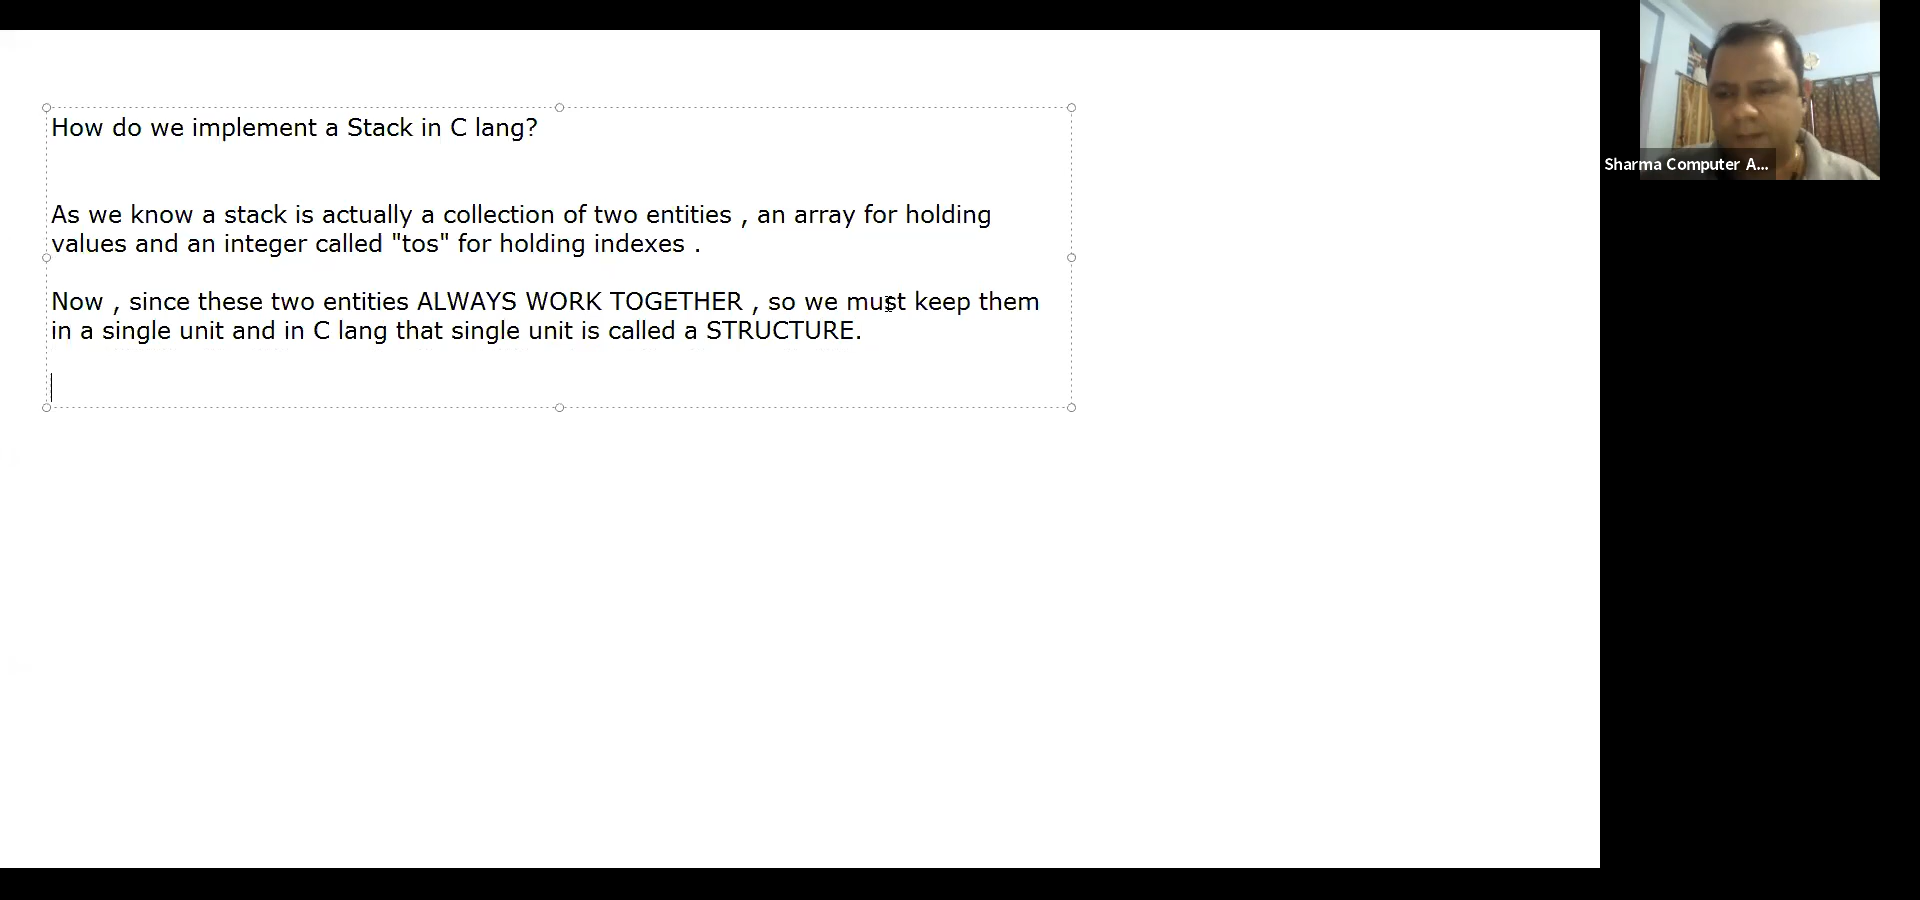 How do we implement a Stack in C lang?
As we know a stack is actually a collection of two entities , an array for holding
values and an integer called "tos" for holding indexes .
Now , since these two entities ALWAYS WORK TOGETHER , so we must keep them
in a single unit and in C lang that single unit is called a STRUCTURE.
Sharma Computer A...